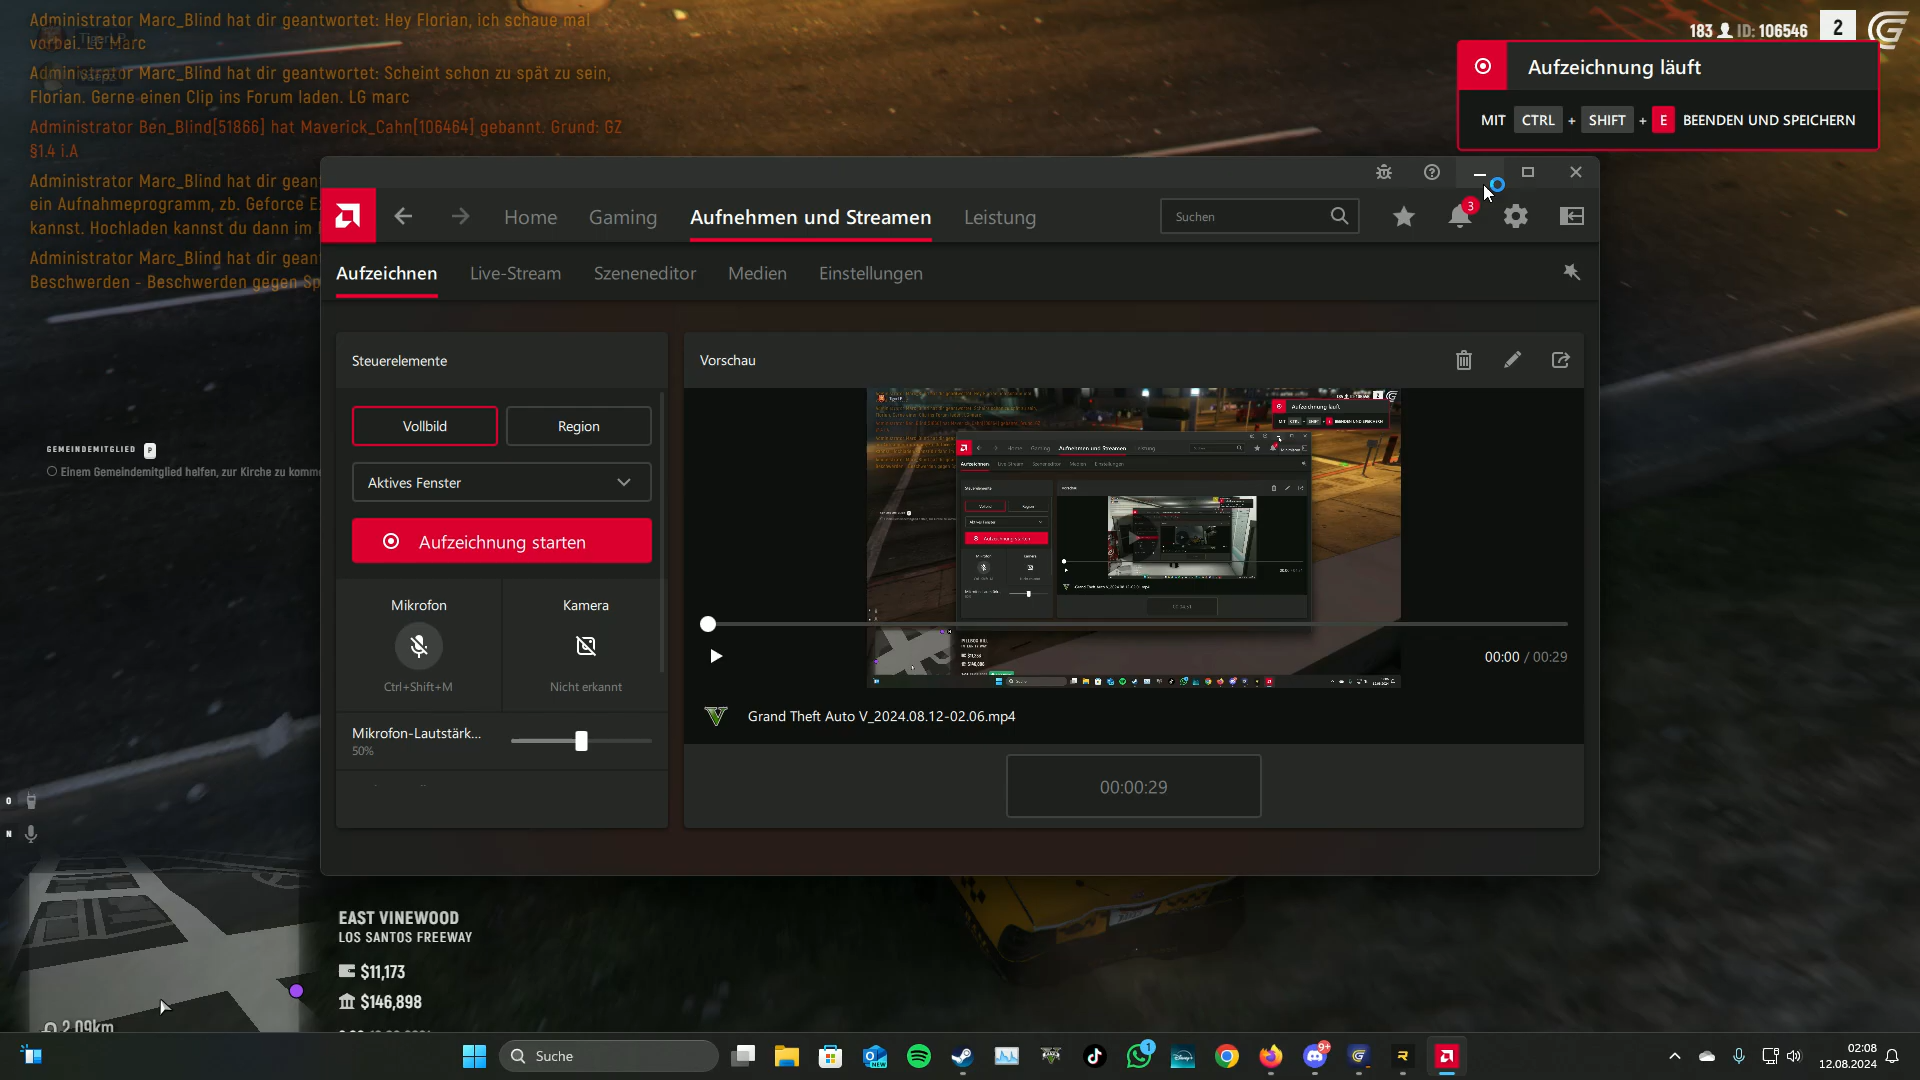 Administrator Marc_Blind hat dir geantwortet: Hey Florian, ich schaue mal
vorbei. LG Marc
Administrator Marc_Blind hat dir geantwortet: Scheint schon zu spät zu sein,
Florian. Gerne einen Clip ins Forum laden. LG marc
Administrator Ben_Blind[51866] hat Maverick_Cahn[106464] gebannt. Grund: GZ
§1.4 i.A
Administrator Marc_Blind hat dir geant
ein Aufnahmeprogramm, zb. Geforce E
kannst. Hochladen kannst du dann im
Administrator Marc_Blind hat dir geant
Beschwerden - Beschwerden gegen Sp
183 ID: 106546 2
Aufzeichnung läuft
MIT CTRL + SHIFT + E BEENDEN UND SPEICHERN
Home Gaming Aufnehmen und Streamen Leistung
Suchen
3
Aufzeichnen Live-Stream Szeneneditor Medien Einstellungen
Steuerelemente
Vollbild Region
Aktives Fenster
Aufzeichnung starten
Mikrofon Kamera
Ctrl+Shift+M Nicht erkannt
Mikrofon-Lautstärk...
50%
Vorschau
00:00 / 00:29
Grand Theft Auto V_2024.08.12-02.06.mp4
00:00:29
GEMEINDEMITGLIED P
Einem Gemeindemitglied helfen, zur Kirche zu komm
O
N
EAST VINEWOOD
LOS SANTOS FREEWAY
$11,173
$146,898
2.09km
Suche
NEW
1
Disney+
9+
02:08
12.08.2024